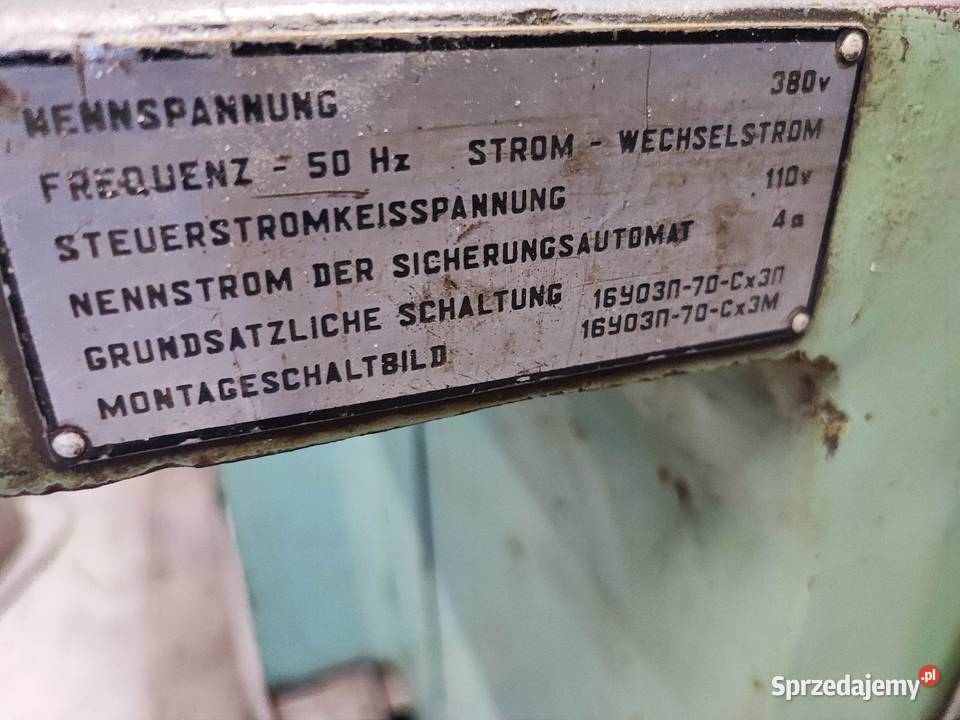 NENNSPANNUNG 380v
FREQUENZ - 50 Hz STROM - WECHSELSTROM
STEUERSTROMKEISSPANNUNG 110v
NENNSTROM DER SICHERUNGSAUTOMAT 4a
GRUNDSATZLICHE SCHALTUNG 16У03П-70-Сх3П
MONTAGESCHALTBILD 16У03П-70-Сх3М
Sprzedajemy.pl